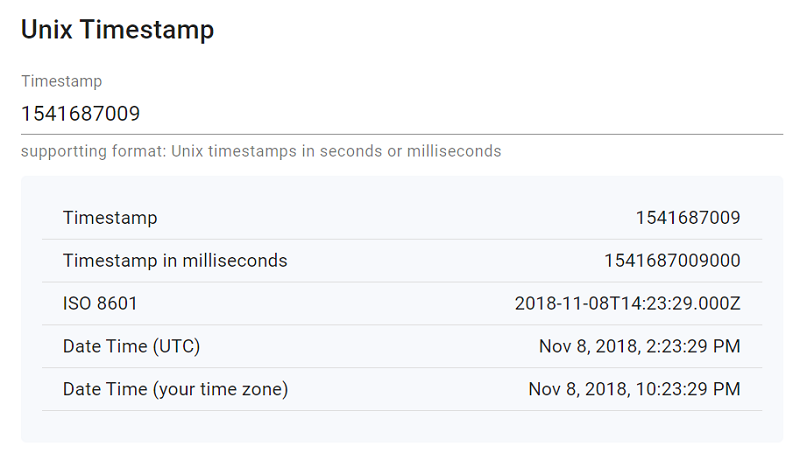 Unix Timestamp
Timestamp
1541687009
supportting format: Unix timestamps in seconds or milliseconds
Timestamp 1541687009
Timestamp in milliseconds 1541687009000
ISO 8601 2018-11-08T14:23:29.000Z
Date Time (UTC) Nov 8, 2018, 2:23:29 PM
Date Time (your time zone) Nov 8, 2018, 10:23:29 PM